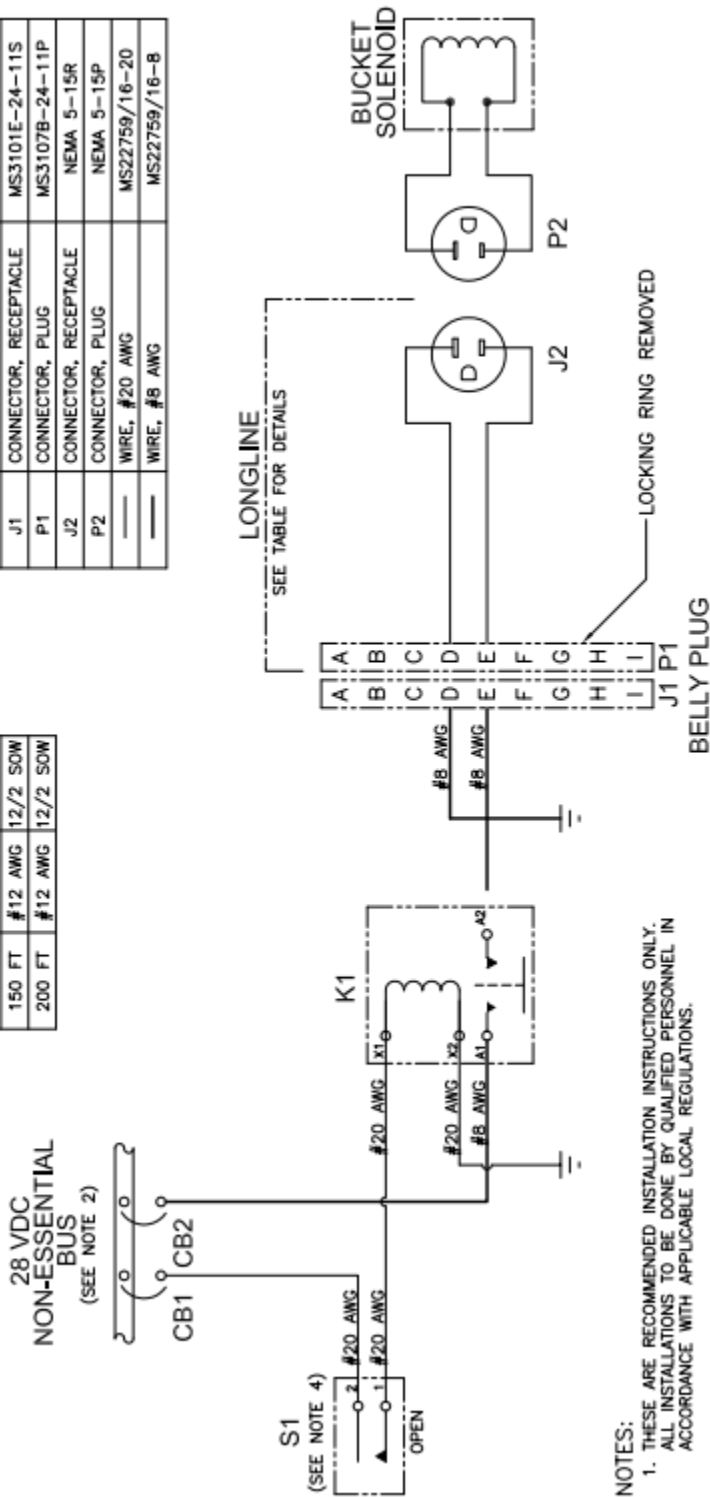 150 FT #12 AWG 12/2 SOW
200 FT #12 AWG 12/2 SOW
J1 CONNECTOR, RECEPTACLE MS3101E-24-11S
P1 CONNECTOR, PLUG MS3107B-24-11P
J2 CONNECTOR, RECEPTACLE NEMA 5-15R
P2 CONNECTOR, PLUG NEMA 5-15P
WIRE, #20 AWG MS22759/16-20
WIRE, #8 AWG MS22759/16-8
28 VDC
NON-ESSENTIAL
BUS
(SEE NOTE 2)
CB1
CB2
S1
(SEE NOTE 4)
2
#20 AWG
1
#20 AWG
OPEN
K1
#20 AWG
X1
#20 AWG
X2
#8 AWG
A1
A2
LONGLINE
SEE TABLE FOR DETAILS
#8 AWG
#8 AWG
A A
B B
C C
D D
E E
F F
G G
H H
I I
J1 P1
BELLY PLUG
LOCKING RING REMOVED
J2
P2
BUCKET
SOLENOID
NOTES:
1. THESE ARE RECOMMENDED INSTALLATION INSTRUCTIONS ONLY.
ALL INSTALLATIONS TO BE DONE BY QUALIFIED PERSONNEL IN
ACCORDANCE WITH APPLICABLE LOCAL REGULATIONS.